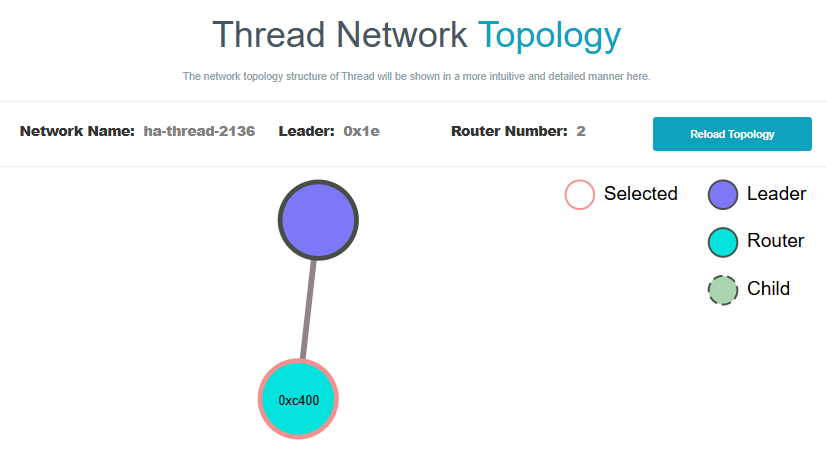 Thread Network Topology
The network topology structure of Thread will be shown in a more intuitive and detailed manner here.
Network Name: ha-thread-2136 Leader: 0x1e Router Number: 2 Reload Topology
Selected Leader
Router
Child
0xc400